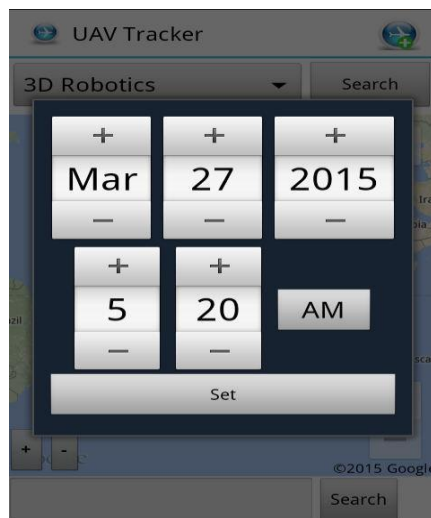 UAV Tracker
3D Robotics
Search
+ + +
Mar 27 2015
− − −
+ +
5 20 AM
− −
Set
+ -
©2015 Google
Search